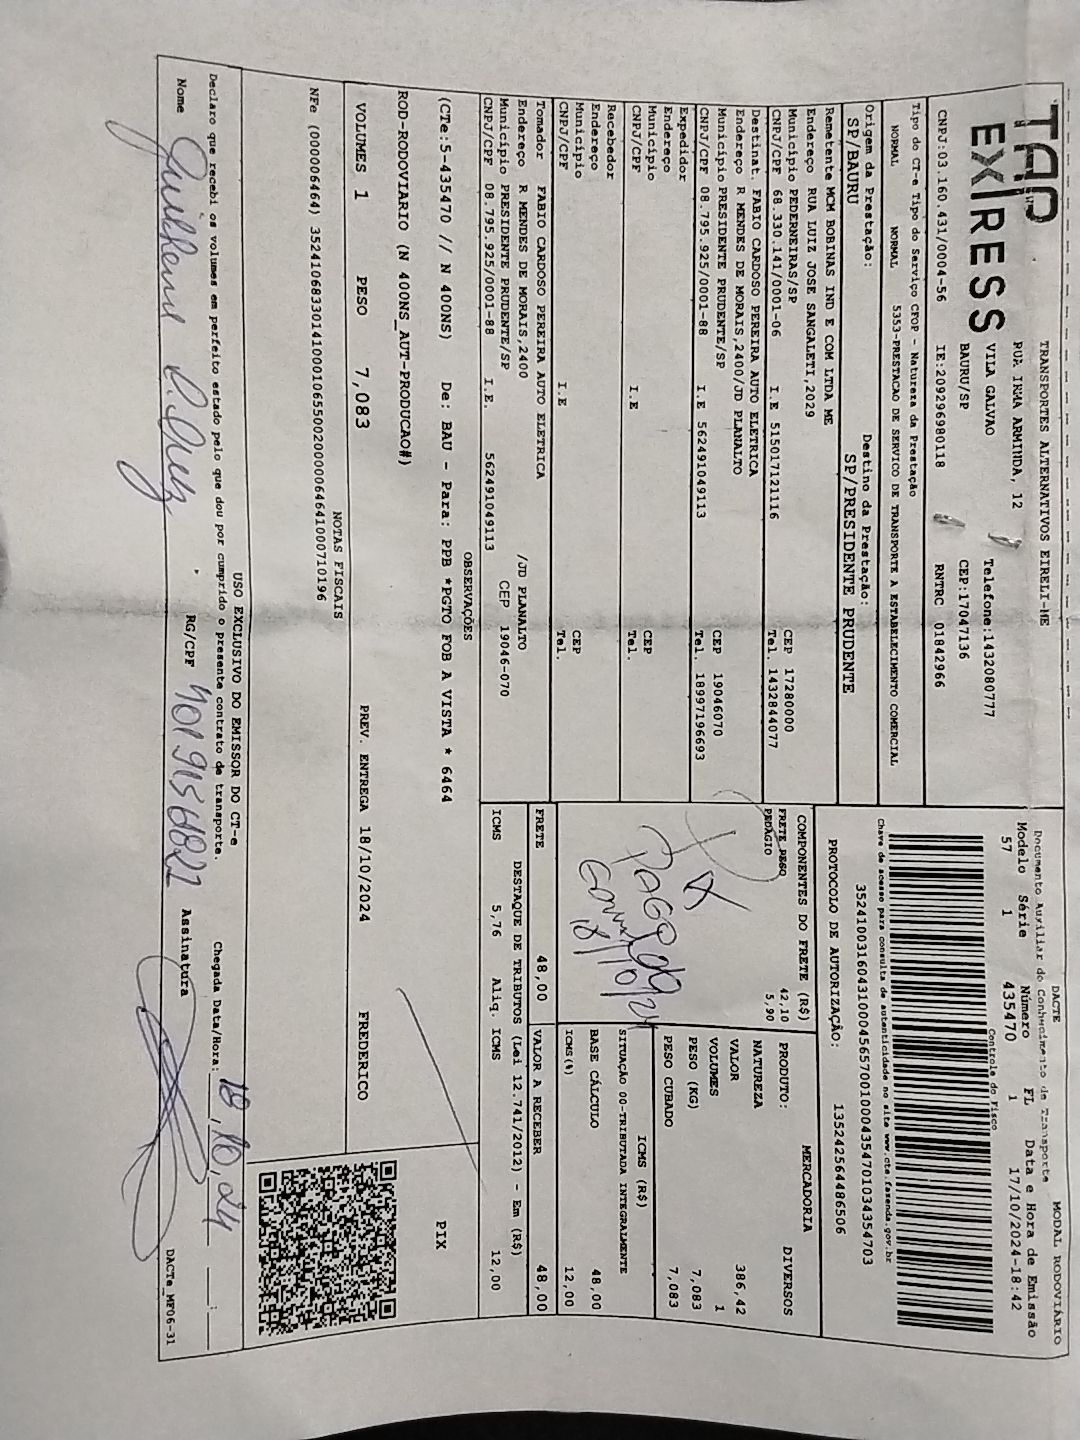 TAP
EXPRESS
TRANSPORTES ALTERNATIVOS EIRELI-ME
RUA IRMA ARMINDA, 12
VILA GALVAO Telefone:1432080777
BAURU/SP CEP:17047136
CNPJ:03.160.431/0004-56 IE:209296980118 RNTRC 01842966
Tipo do CT-e Tipo do Serviço CFOP - Natureza da Prestação
NORMAL NORMAL 5353-PRESTACAO DE SERVICO DE TRANSPORTE A ESTABELECIMENTO COMERCIAL
Origem da Prestação: Destino da Prestação:
SP/BAURU SP/PRESIDENTE PRUDENTE
Remetente MCM BOBINAS IND E COM LTDA ME
Endereço RUA LUIZ JOSE SANGALETI,2029
Município PEDERNEIRAS/SP CEP 17280000
CNPJ/CPF 68.330.141/0001-06 I.E 515017121116 Tel. 1432844077
Destinat. FABIO CARDOSO PEREIRA AUTO ELETRICA
Endereço R MENDES DE MORAIS,2400/JD PLANALTO
Município PRESIDENTE PRUDENTE/SP CEP 19046070
CNPJ/CPF 08.795.925/0001-88 I.E 562491049113 Tel. 18997196693
Expedidor
Endereço
Município CEP
CNPJ/CPF I.E Tel.
Recebedor
Endereço
Município CEP
CNPJ/CPF I.E Tel.
Tomador FABIO CARDOSO PEREIRA AUTO ELETRICA
Endereço R MENDES DE MORAIS,2400 /JD PLANALTO
Município PRESIDENTE PRUDENTE/SP CEP 19046-070
CNPJ/CPF 08.795.925/0001-88 I.E. 562491049113
DACTE MODAL RODOVIÁRIO
Documento Auxiliar do Conhecimento de Transporte
Modelo Série Número FL Data e Hora de Emissão
57 1 435470 1 17/10/2024-18:42
Controle do Fisco
Chave de acesso para consulta de autenticidade no site www.cte.fazenda.gov.br
35241003160431000456570010004354701034354703
PROTOCOLO DE AUTORIZAÇÃO: 135242564486506
COMPONENTES DO FRETE (R$)
FRETE PESO 42,10
PEDAGIO 5,90
PAGO
18/10/24
MERCADORIA
PRODUTO: DIVERSOS
NATUREZA
VALOR 386,42
VOLUMES 1
PESO (KG) 7,083
PESO CUBADO 7,083
ICMS (R$)
SITUAÇÃO 00-TRIBUTADA INTEGRALMENTE
BASE CÁLCULO 48,00
ICMS(%) 12,00
FRETE 48,00 VALOR A RECEBER 48,00
DESTAQUE DE TRIBUTOS (Lei 12.741/2012) - Em (R$)
ICMS 5,76 Aliq. ICMS 12,00
OBSERVAÇÕES
(CTe:5-435470 // N 400NS) De: BAU - Para: PPB *PGTO FOB A VISTA * 6464
ROD-RODOVIARIO (N 400NS_AUT-PRODUCAO#)
PIX
VOLUMES 1 PESO 7,083 PREV. ENTREGA 18/10/2024 FREDERICO
NOTAS FISCAIS
NFe (000006464) 35241068330141000106550020000064641000710196
USO EXCLUSIVO DO EMISSOR DO CT-e
Declaro que recebi os volumes em perfeito estado pelo que dou por cumprido o presente contrato de transporte. Chegada Data/Hora: 18,10,24 :
Nome Guilherme RG/CPF Assinatura
DACTe_MF06-31